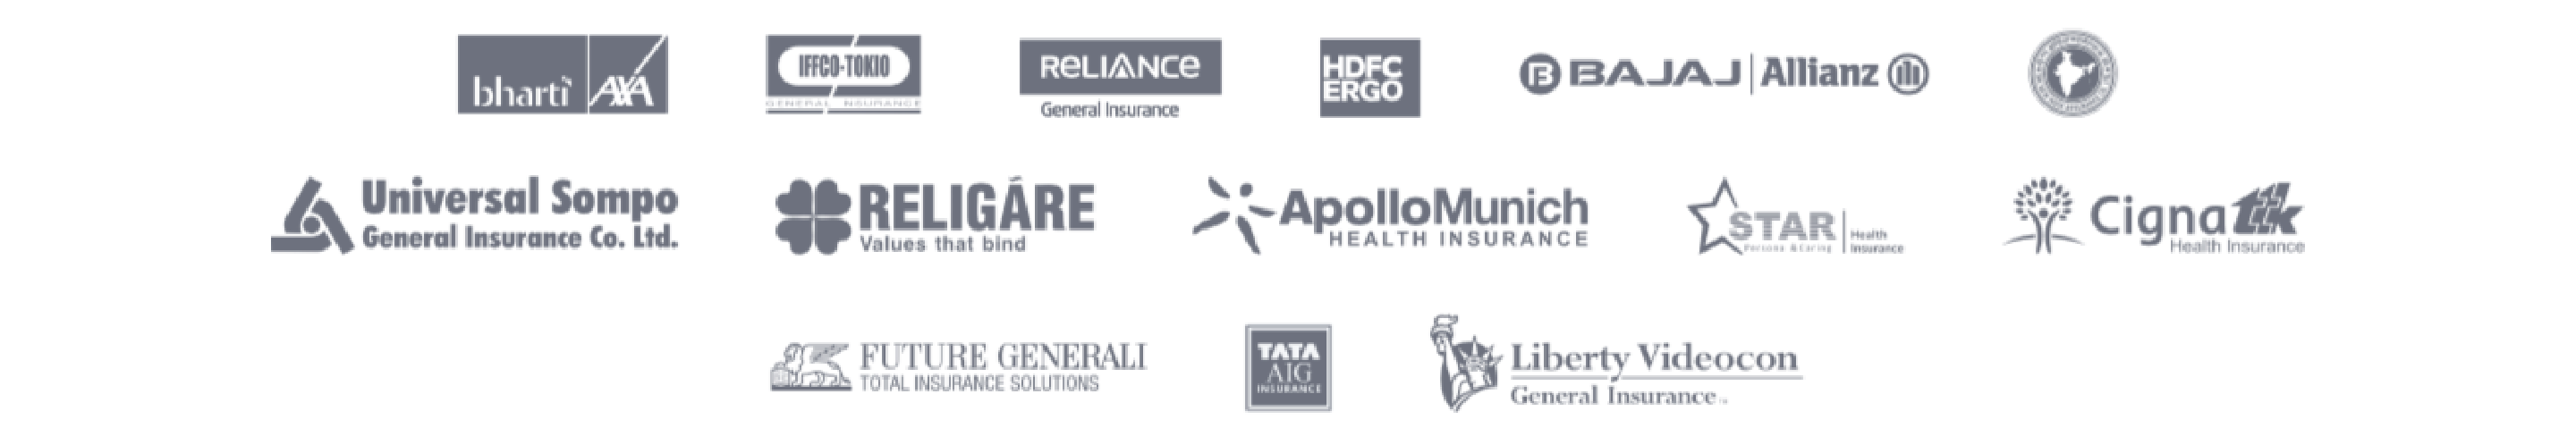 bharti AXA
IFFCO-TOKIO
GENERAL INSURANCE
RELIANCE
General Insurance
HDFC
ERGO
BAJAJ Allianz
Universal Sompo
General Insurance Co. Ltd.
RELIGÁRE
Values that bind
ApolloMunich
HEALTH INSURANCE
STAR
Health
Insurance
Cigna ttk
Health Insurance
FUTURE GENERALI
TOTAL INSURANCE SOLUTIONS
TATA
AIG
INSURANCE
Liberty Videocon
General Insurance